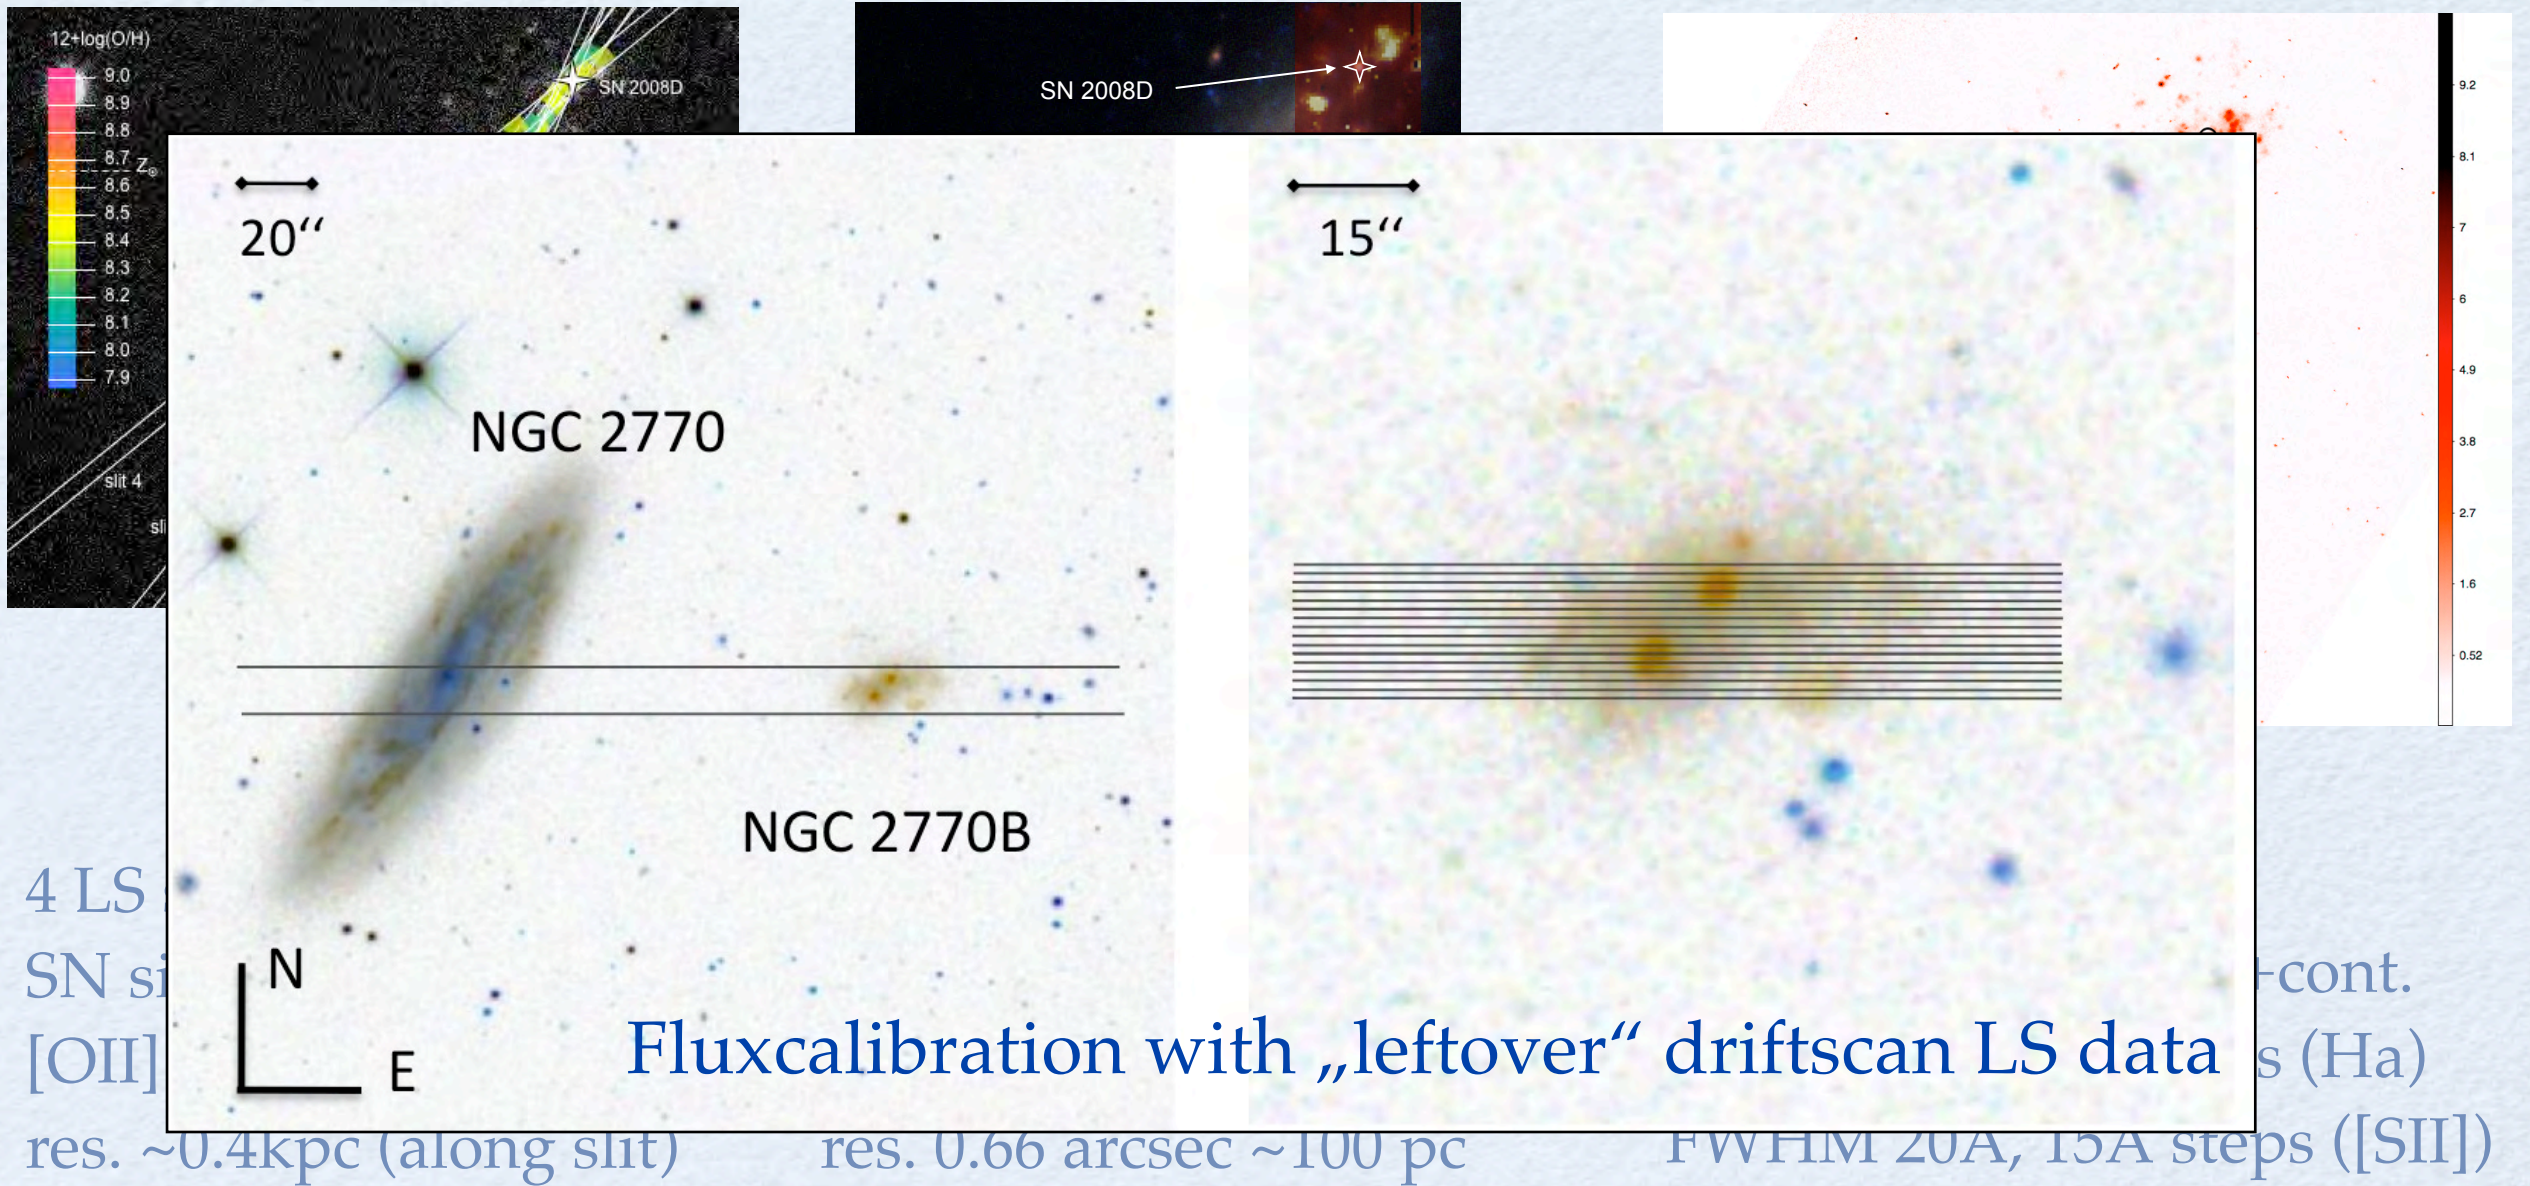 12+log(O/H)
9.0
8.9
8.8
8.7
Z⊙
8.6
8.5
8.4
8.3
8.2
8.1
8.0
7.9
SN 2008D
slit 4
SN 2008D
9.2
8.1
7
6
4.9
3.8
2.7
1.6
0.52
20“
NGC 2770
NGC 2770B
N
E
15“
Fluxcalibration with „leftover“ driftscan LS data
4 LS
SN
[OII]
res. ~0.4kpc (along slit)
res. 0.66 arcsec ~100 pc
+cont.
(Ha)
FWHM 20A, 15A steps ([SII])